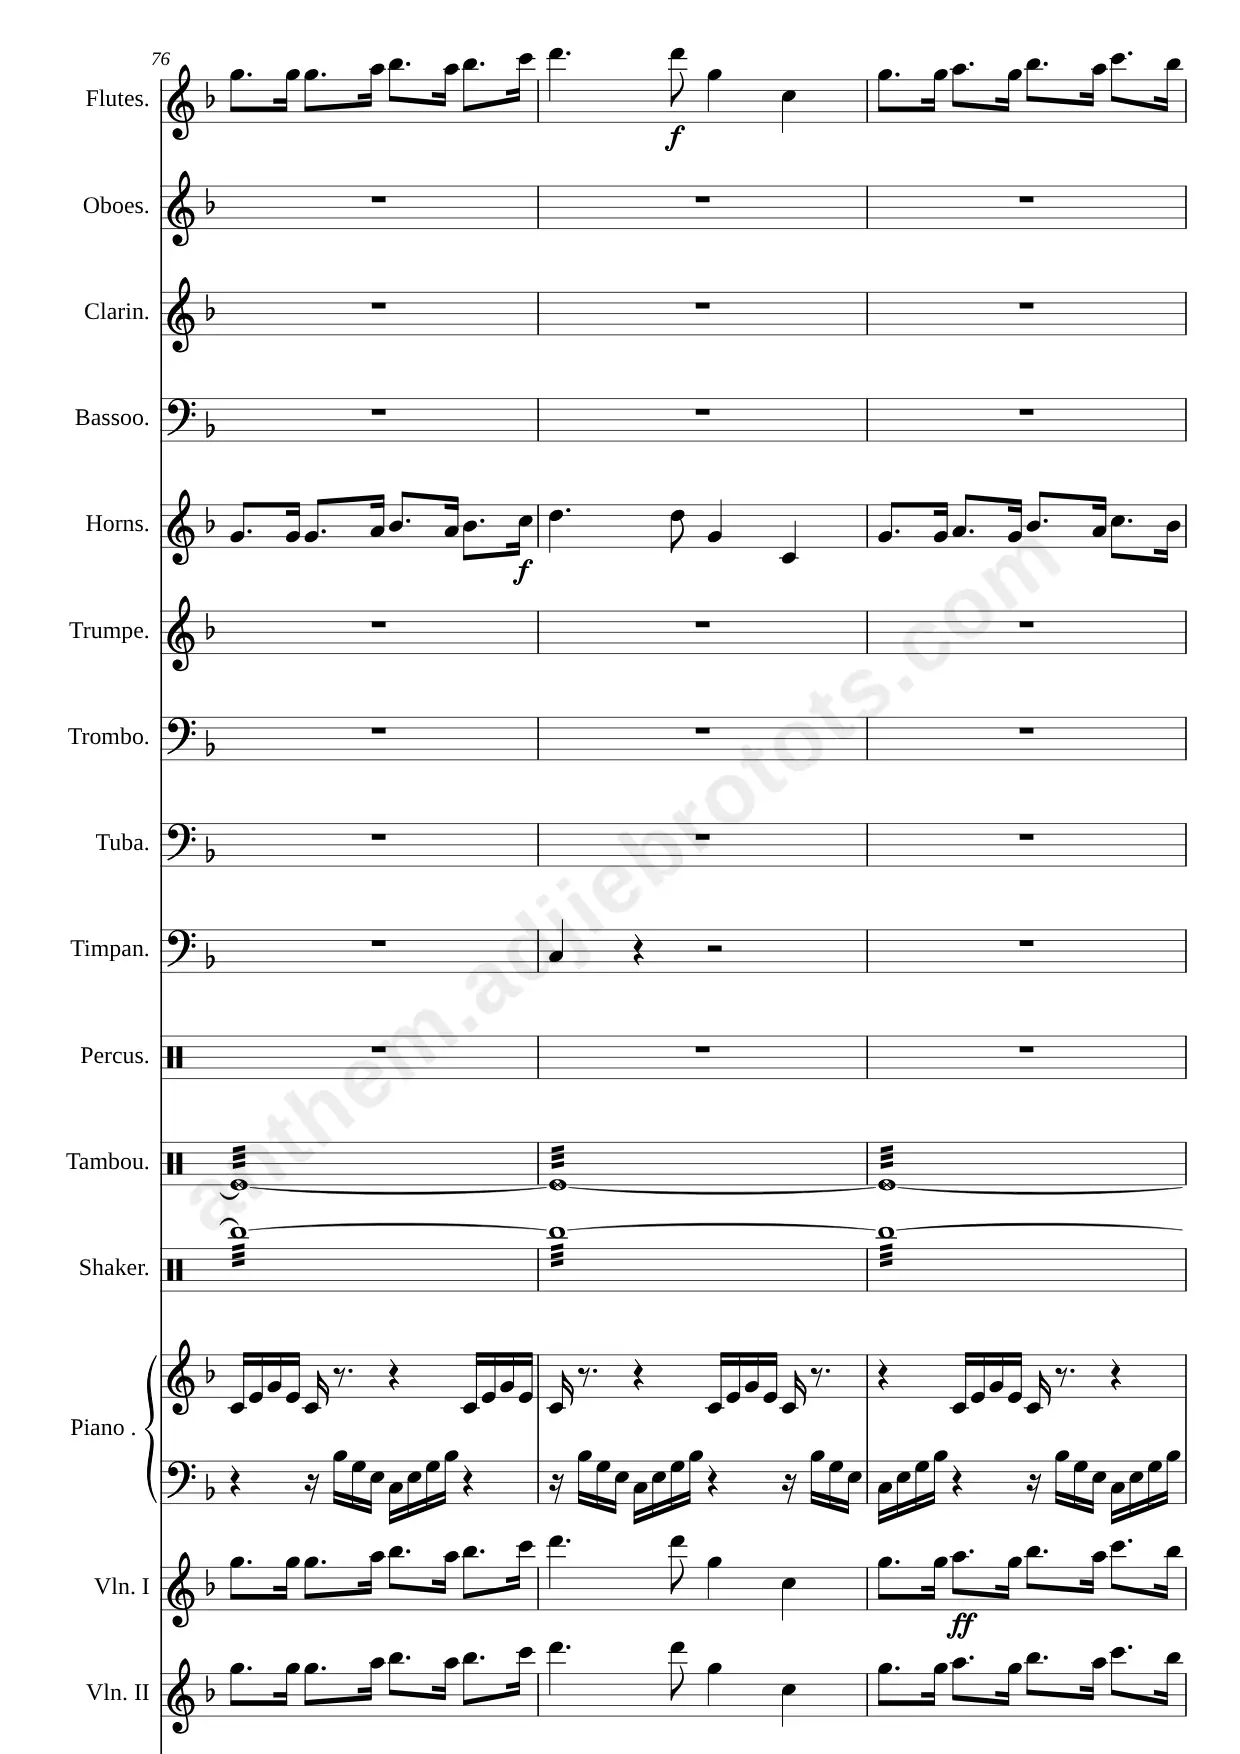 76
Flutes.
f
Oboes.
Clarin.
Bassoo.
Horns.
f
Trumpe.
Trombo.
Tuba.
Timpan.
Percus.
Tambou.
Shaker.
Piano .
Vln. I
ff
Vln. II
anthem.adjiebrotots.com